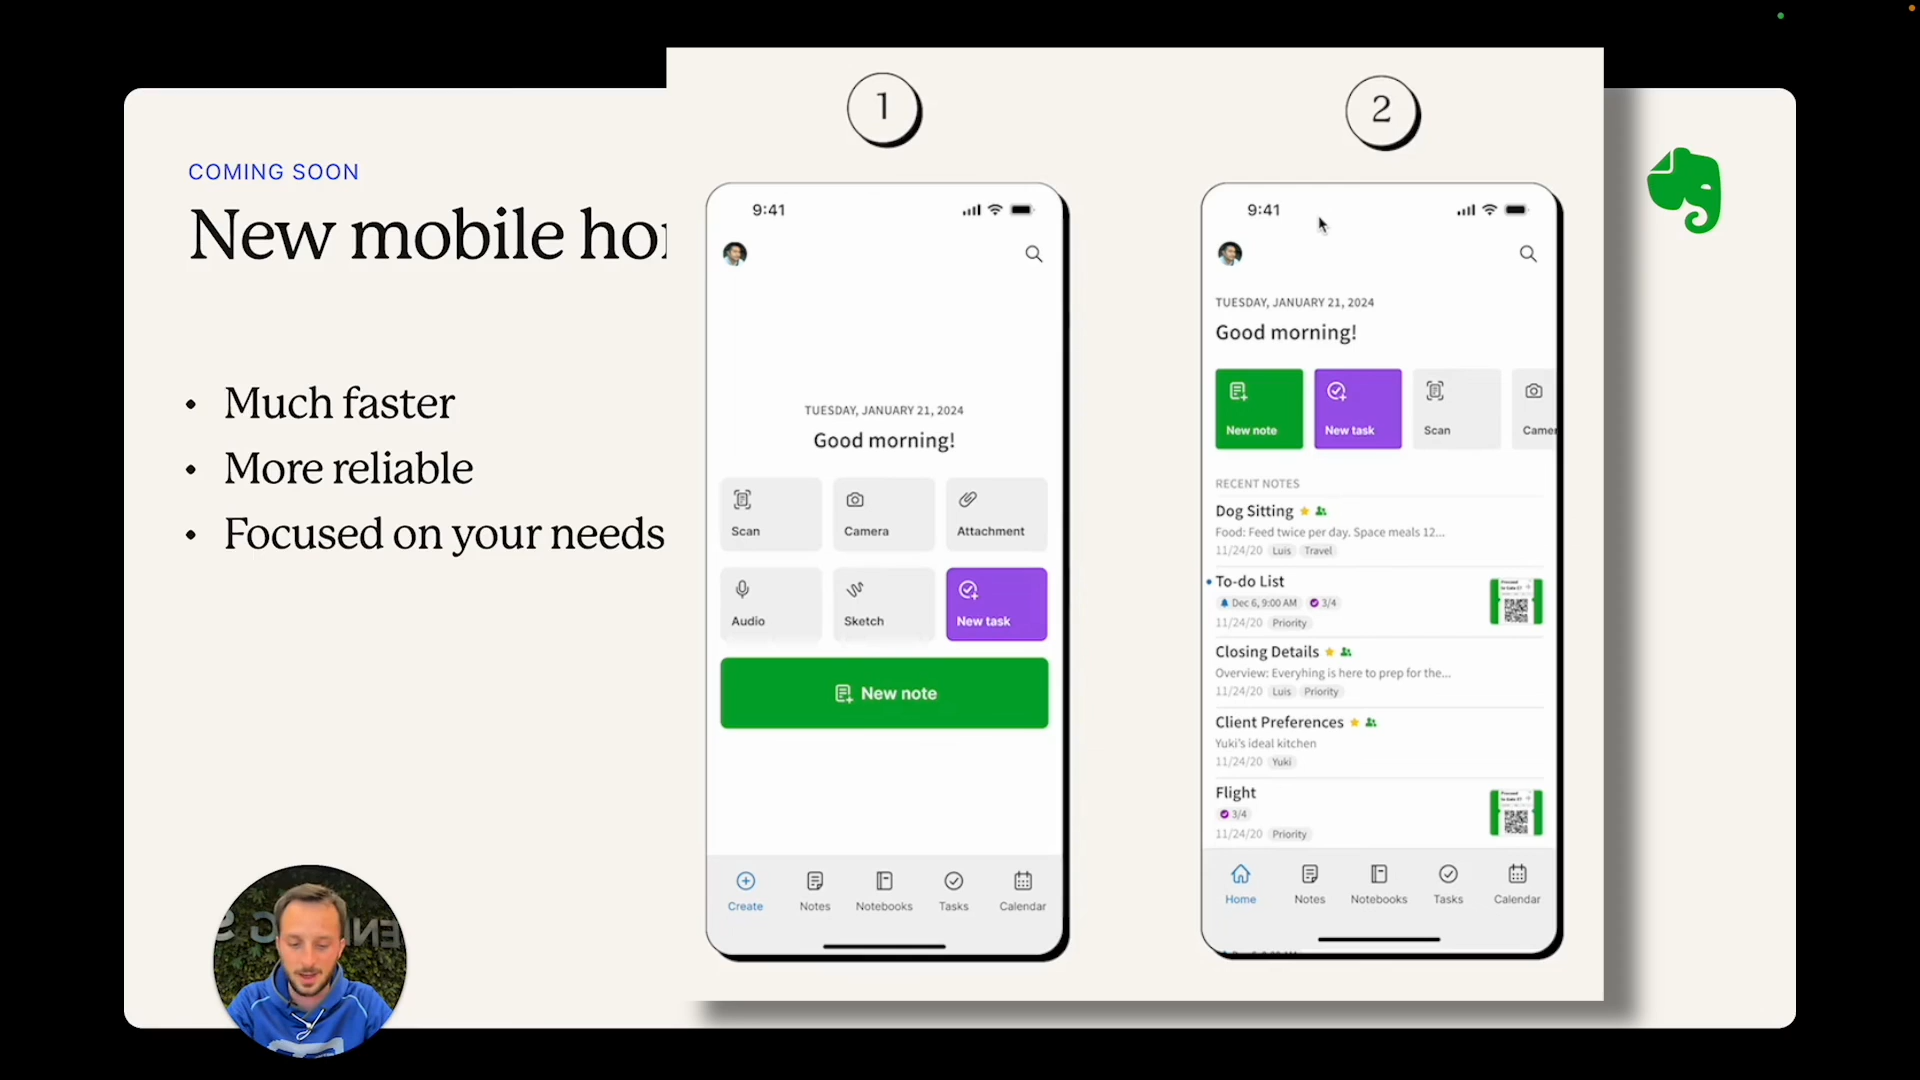 COMING SOON
New mobile ho
• Much faster
• More reliable
• Focused on your needs
1
9:41
TUESDAY, JANUARY 21, 2024
Good morning!
Scan
Camera
Attachment
Audio
Sketch
New task
New note
Create
Notes
Notebooks
Tasks
Calendar
2
9:41
TUESDAY, JANUARY 21, 2024
Good morning!
New note
New task
Scan
Camer
RECENT NOTES
Dog Sitting
Food: Feed twice per day. Space meals 12...
11/24/20 Luis Travel
To-do List
Dec 6, 9:00 AM 3/4
11/24/20 Priority
Closing Details
Overview: Everyhing is here to prep for the...
11/24/20 Luis Priority
Client Preferences
Yuki's ideal kitchen
11/24/20 Yuki
Flight
3/4
11/24/20 Priority
Home
Notes
Notebooks
Tasks
Calendar